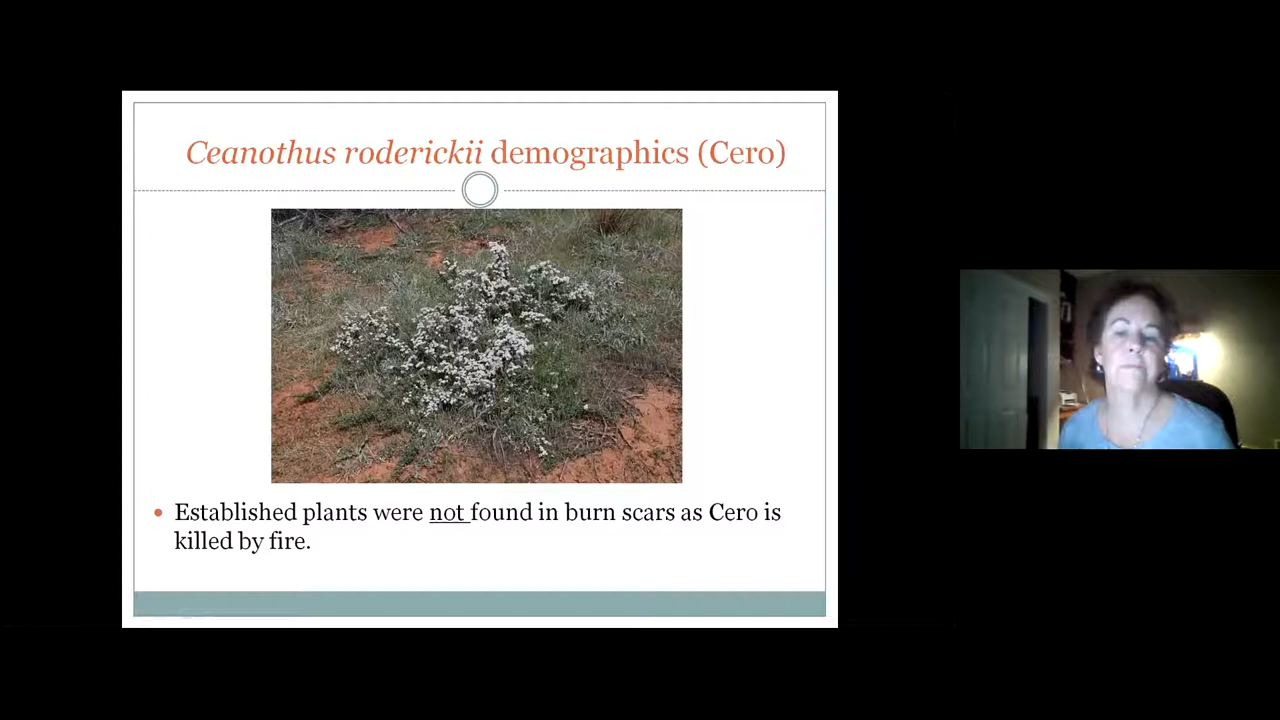 Ceanothus roderickii demographics (Cero)
• Established plants were not found in burn scars as Cero is
killed by fire.